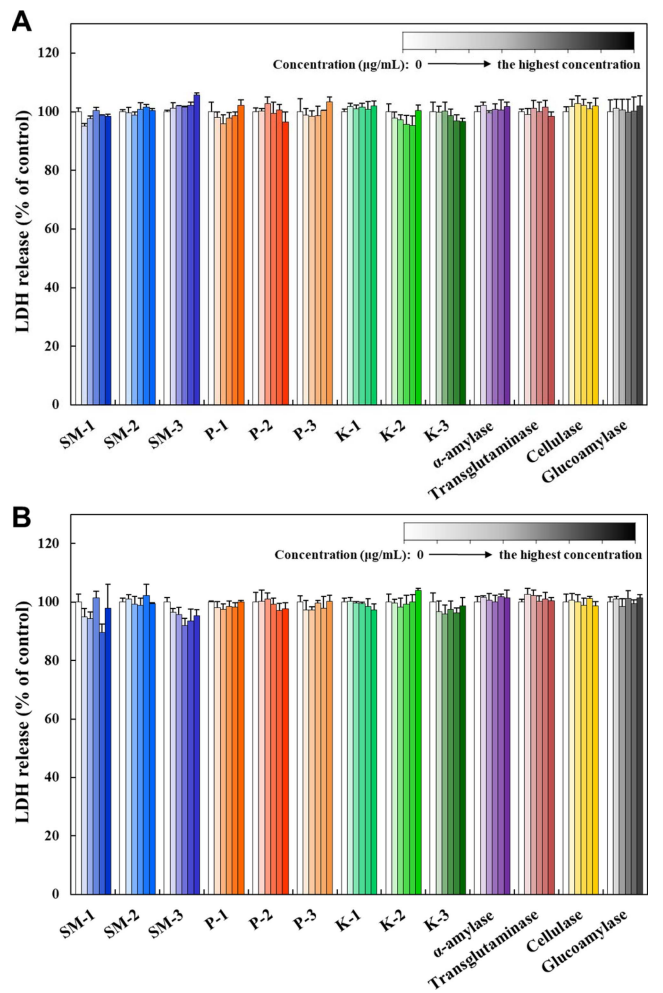 A
120
100
80
60
40
20
0
LDH release (% of control)
Concentration (μg/mL): 0 the highest concentration
SM-1 SM-2 SM-3 P-1 P-2 P-3 K-1 K-2 K-3 α-amylase Transglutaminase Cellulase Glucoamylase
B
120
100
80
60
40
20
0
LDH release (% of control)
Concentration (μg/mL): 0 the highest concentration
SM-1 SM-2 SM-3 P-1 P-2 P-3 K-1 K-2 K-3 α-amylase Transglutaminase Cellulase Glucoamylase